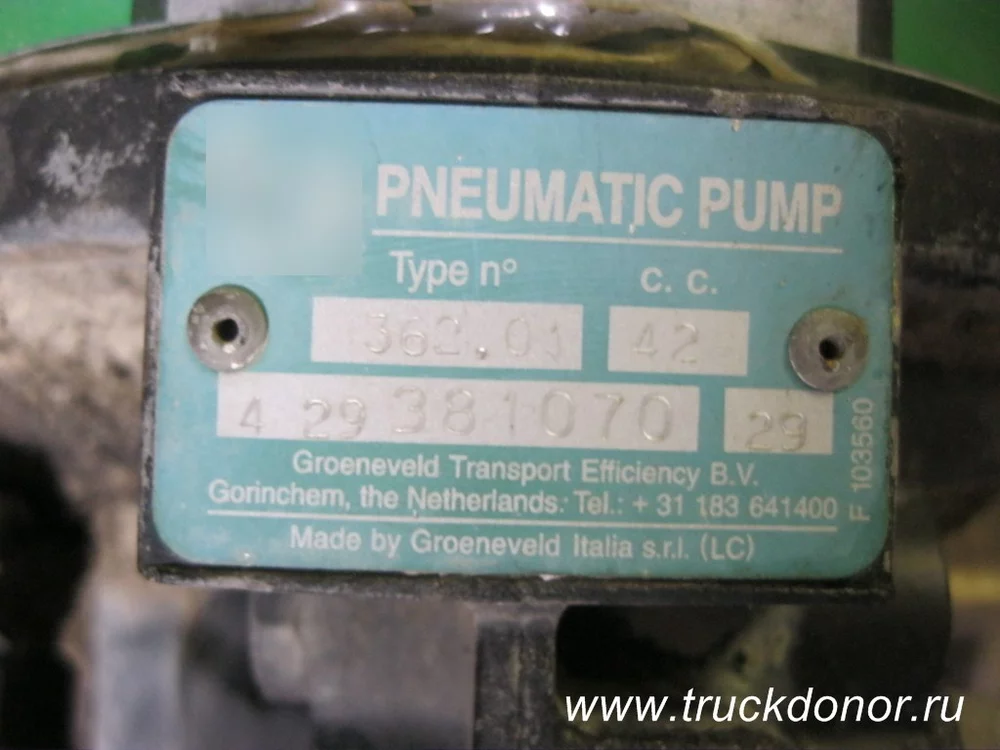 PNEUMATIC PUMP
Type n° C. C.
362.01 42
4 29 381070 29
Groeneveld Transport Efficiency B.V.
Gorinchem, the Netherlands. Tel.: + 31 183 641400
Made by Groeneveld Italia s.r.l. (LC)
F 103560
www.truckdonor.ru